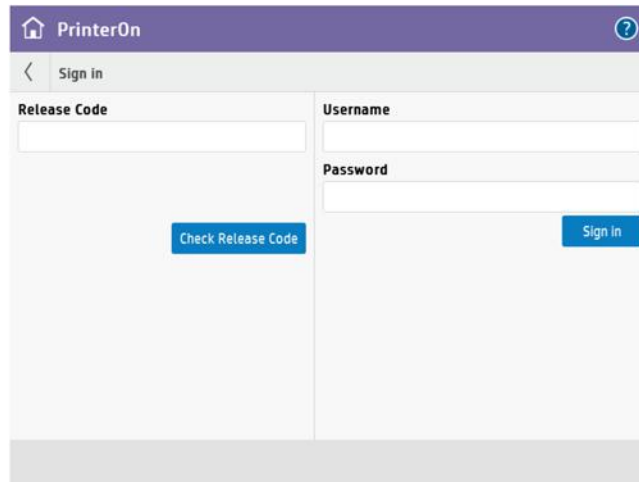 PrinterOn
?
Sign in
Release Code
Check Release Code
Username
Password
Sign in